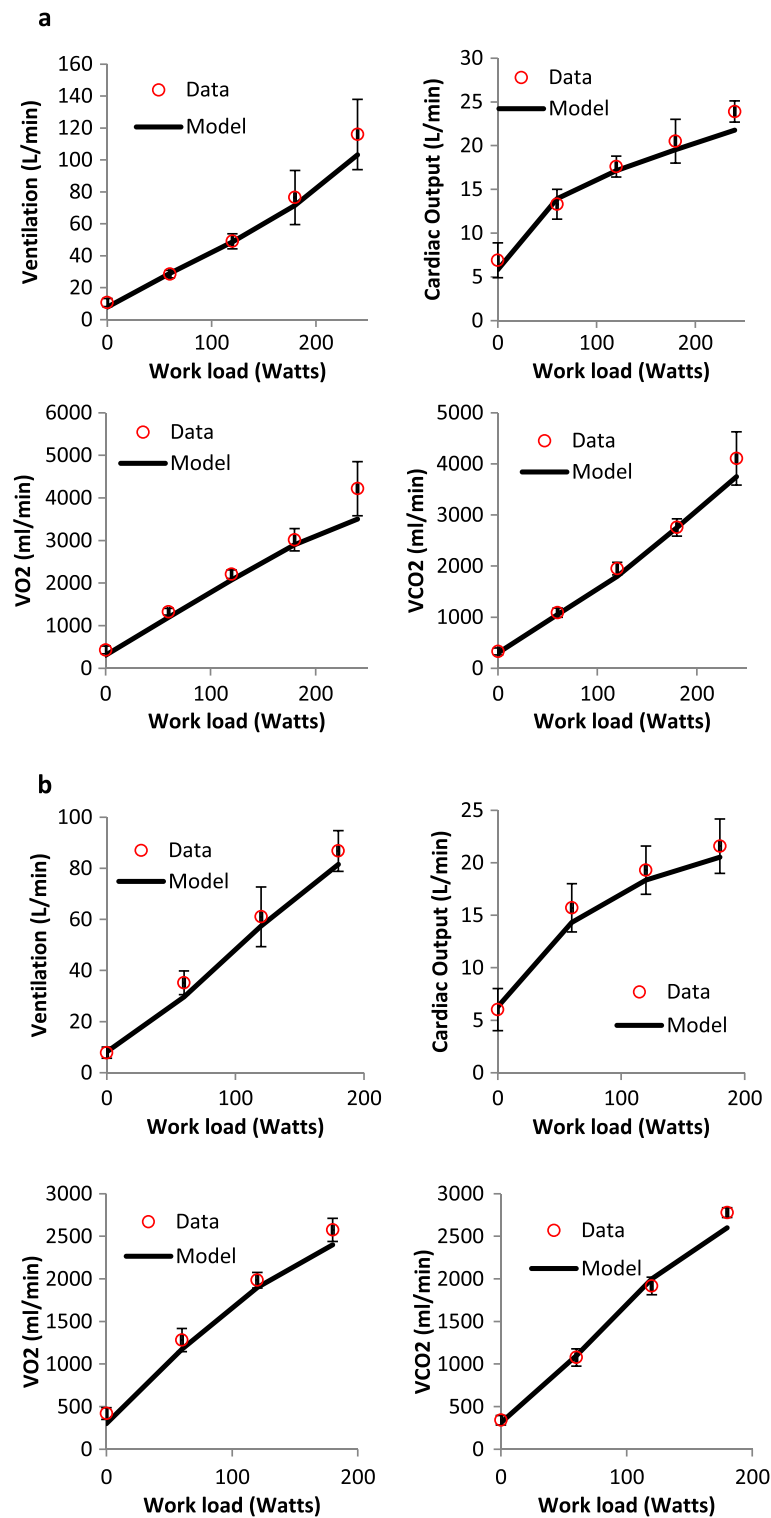 a
Ventilation (L/min)
160
140
120
100
80
60
40
20
0
Data
Model
0 100 200
Work load (Watts)
Cardiac Output (L/min)
30
25
20
15
10
5
0
Data
Model
0 100 200
Work load (Watts)
VO2 (ml/min)
6000
5000
4000
3000
2000
1000
0
Data
Model
0 100 200
Work load (Watts)
VCO2 (ml/min)
5000
4000
3000
2000
1000
0
Data
Model
0 100 200
Work load (Watts)
b
Ventilation (L/min)
100
80
60
40
20
0
Data
Model
0 100 200
Work load (Watts)
Cardiac Output (L/min)
25
20
15
10
5
0
Data
Model
0 100 200
Work load (Watts)
VO2 (ml/min)
3000
2500
2000
1500
1000
500
0
Data
Model
0 100 200
Work load (Watts)
VCO2 (ml/min)
3000
2500
2000
1500
1000
500
0
Data
Model
0 100 200
Work load (Watts)